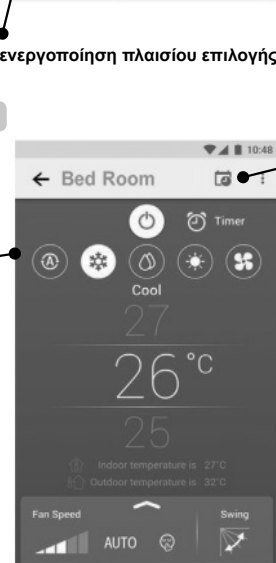 ενεργοποίηση πλαισίου επιλογής
10:48
Bed Room
Timer
A
Cool
27
26°C
25
Indoor temperature is 27°C
Outdoor temperature is 32°C
Fan Speed
Swing
AUTO